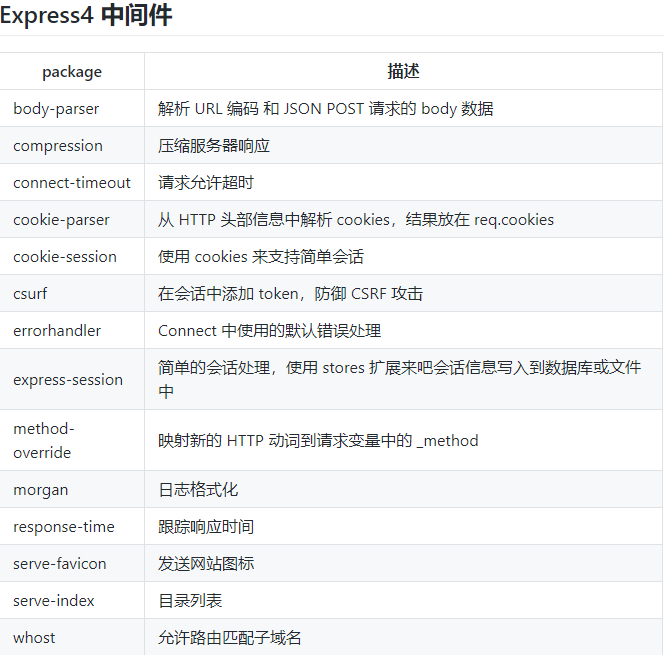 Express4 中间件
package 描述
body-parser 解析 URL 编码 和 JSON POST 请求的 body 数据
compression 压缩服务器响应
connect-timeout 请求允许超时
cookie-parser 从 HTTP 头部信息中解析 cookies，结果放在 req.cookies
cookie-session 使用 cookies 来支持简单会话
csurf 在会话中添加 token，防御 CSRF 攻击
errorhandler Connect 中使用的默认错误处理
express-session 简单的会话处理，使用 stores 扩展来吧会话信息写入到数据库或文件
中
method-
override 映射新的 HTTP 动词到请求变量中的 _method
morgan 日志格式化
response-time 跟踪响应时间
serve-favicon 发送网站图标
serve-index 目录列表
whost 允许路由匹配子域名